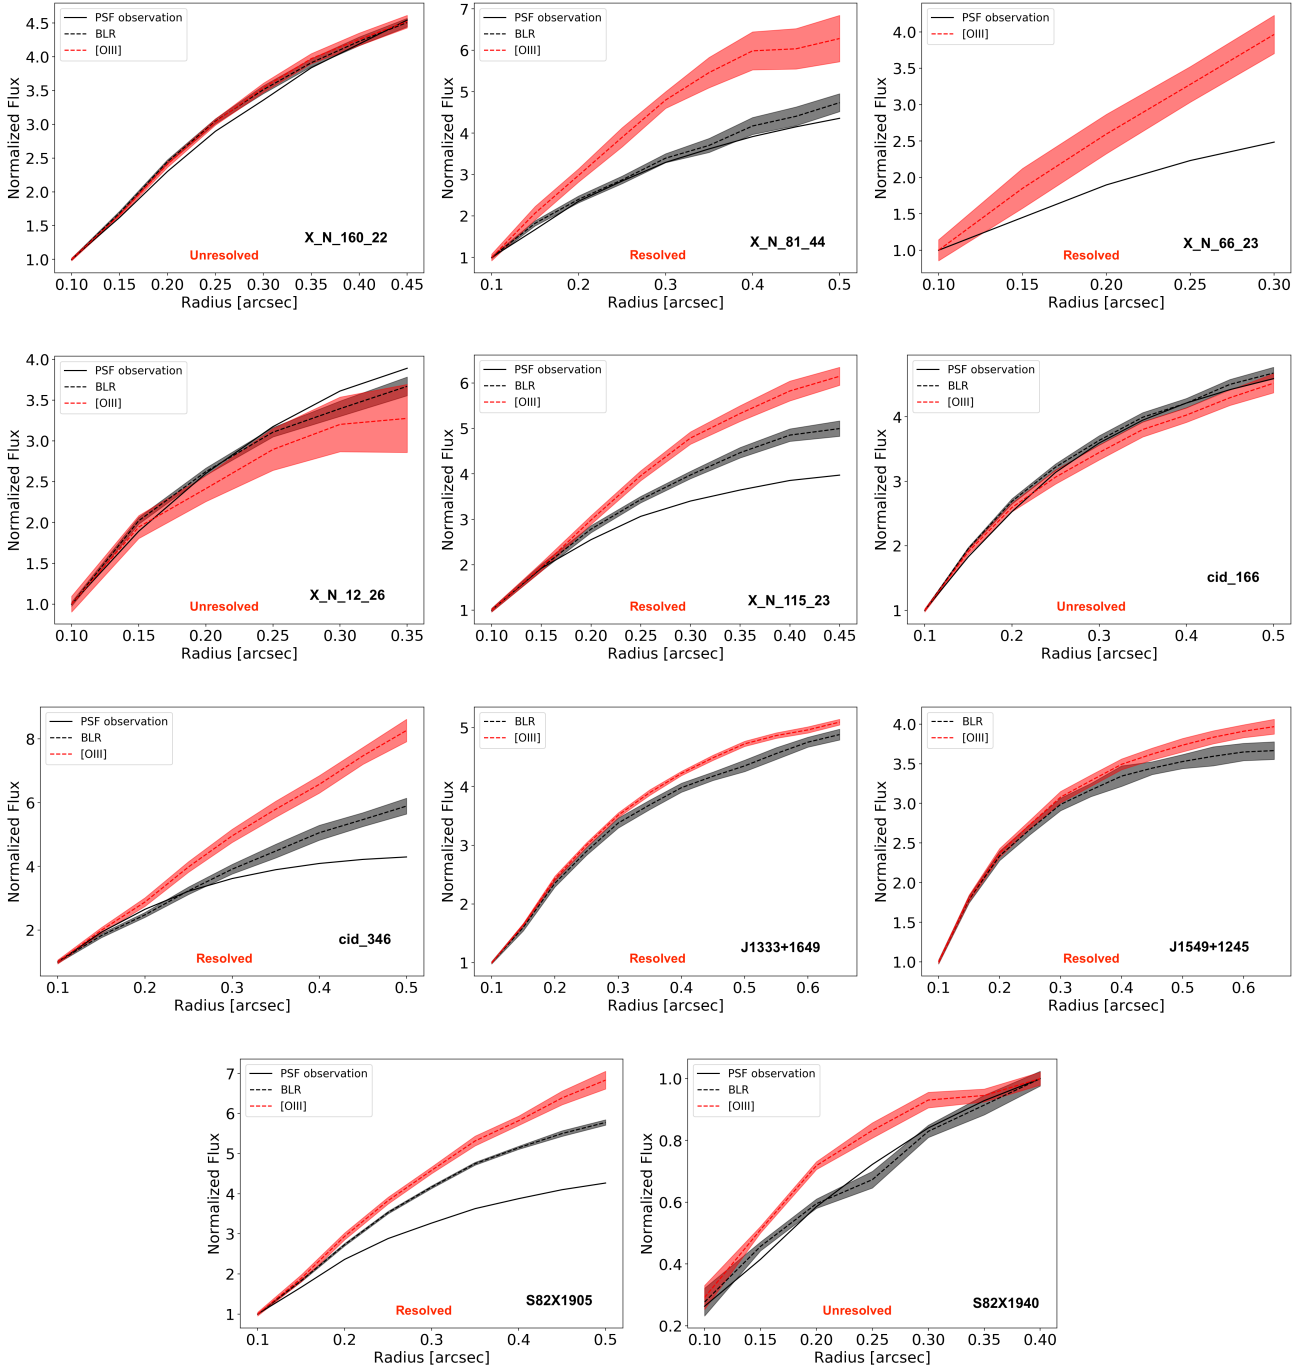 PSF observation
BLR
[OIII]
Normalized Flux
4.5
4.0
3.5
3.0
2.5
2.0
1.5
1.0
X_N_160_22
Unresolved
0.10 0.15 0.20 0.25 0.30 0.35 0.40 0.45
Radius [arcsec]
PSF observation
BLR
[OIII]
Normalized Flux
7
6
5
4
3
2
1
X_N_81_44
Resolved
0.1 0.2 0.3 0.4 0.5
Radius [arcsec]
PSF observation
[OIII]
Normalized Flux
4.0
3.5
3.0
2.5
2.0
1.5
1.0
X_N_66_23
Resolved
0.10 0.15 0.20 0.25 0.30
Radius [arcsec]
PSF observation
BLR
[OIII]
Normalized Flux
4.0
3.5
3.0
2.5
2.0
1.5
1.0
X_N_12_26
Unresolved
0.10 0.15 0.20 0.25 0.30 0.35
Radius [arcsec]
PSF observation
BLR
[OIII]
Normalized Flux
6
5
4
3
2
1
X_N_115_23
Resolved
0.10 0.15 0.20 0.25 0.30 0.35 0.40 0.45
Radius [arcsec]
PSF observation
BLR
[OIII]
Normalized Flux
4
2
1
cid_166
Unresolved
0.1 0.2 0.3 0.4 0.5
Radius [arcsec]
PSF observation
BLR
[OIII]
Normalized Flux
8
6
4
2
cid_346
Resolved
0.1 0.2 0.3 0.4 0.5
Radius [arcsec]
BLR
[OIII]
Normalized Flux
5
4
3
2
1
J1333+1649
Resolved
0.1 0.2 0.3 0.4 0.5 0.6
Radius [arcsec]
BLR
[OIII]
Normalized Flux
4.0
3.5
3.0
2.5
2.0
1.5
1.0
J1549+1245
Resolved
0.1 0.2 0.3 0.4 0.5 0.6
Radius [arcsec]
PSF observation
BLR
[OIII]
Normalized Flux
7
6
5
4
3
2
1
S82X1905
Resolved
0.1 0.2 0.3 0.4 0.5
Radius [arcsec]
PSF observation
BLR
[OIII]
Normalized Flux
1.0
0.8
0.6
0.4
0.2
S82X1940
Unresolved
0.10 0.15 0.20 0.25 0.30 0.35 0.40
Radius [arcsec]